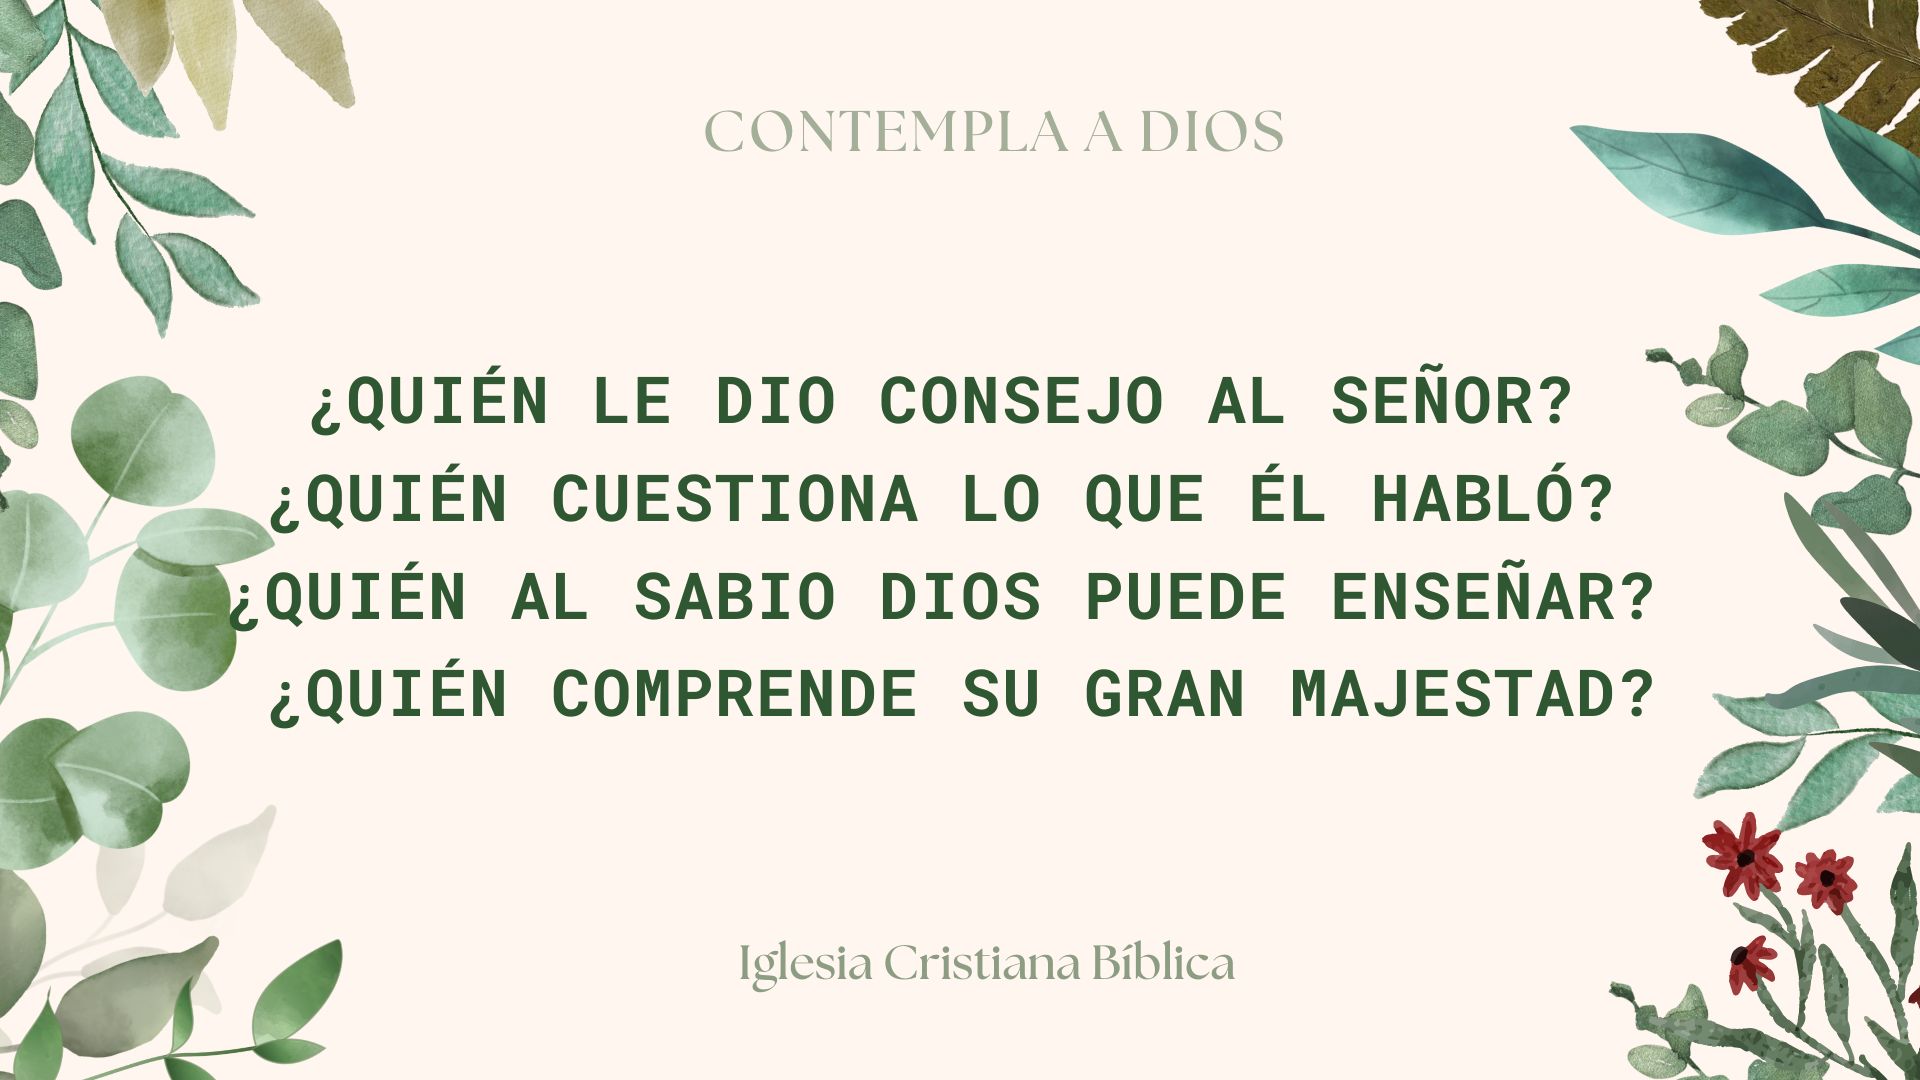 CONTEMPLA A DIOS
¿QUIÉN LE DIO CONSEJO AL SEÑOR?
¿QUIÉN CUESTIONA LO QUE ÉL HABLÓ?
¿QUIÉN AL SABIO DIOS PUEDE ENSEÑAR?
¿QUIÉN COMPRENDE SU GRAN MAJESTAD?
Iglesia Cristiana Bíblica